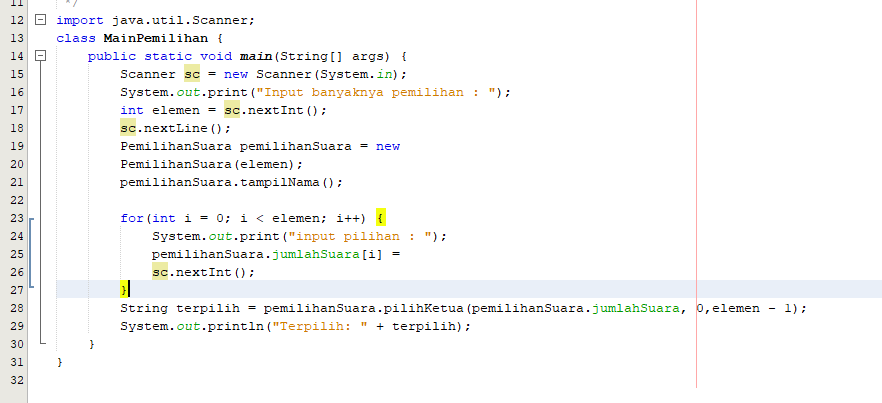 11 */
12 import java.util.Scanner;
13 class MainPemilihan {
14 public static void main(String[] args) {
15 Scanner sc = new Scanner(System.in);
16 System.out.print("Input banyaknya pemilihan : ");
17 int elemen = sc.nextInt();
18 sc.nextLine();
19 PemilihanSuara pemilihanSuara = new
20 PemilihanSuara(elemen);
21 pemilihanSuara.tampilNama();
22
23 for(int i = 0; i < elemen; i++) {
24 System.out.print("input pilihan : ");
25 pemilihanSuara.jumlahSuara[i] =
26 sc.nextInt();
27 }
28 String terpilih = pemilihanSuara.pilihKetua(pemilihanSuara.jumlahSuara, 0,elemen - 1);
29 System.out.println("Terpilih: " + terpilih);
30 }
31 }
32